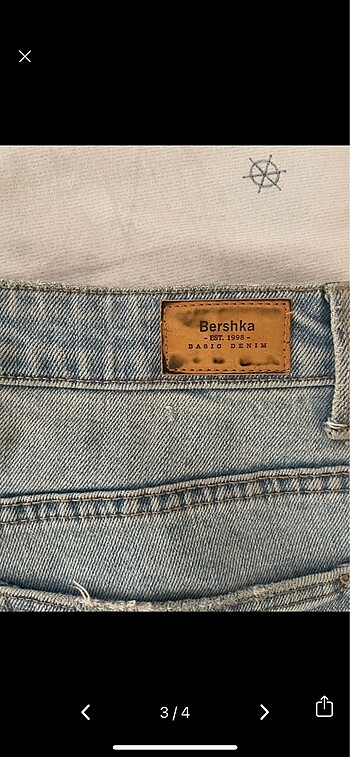 Bershka
- EST. 1998 -
BASIC DENIM
3 / 4